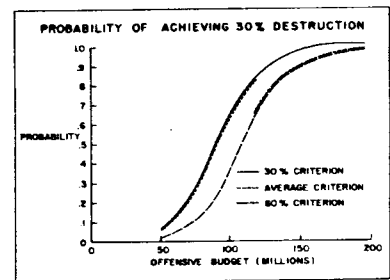 PROBABILITY OF ACHIEVING 30% DESTRUCTION
1.0
.9
.8
.7
.6
.5
.4
.3
.2
.1
0
PROBABILITY
30% CRITERION
AVERAGE CRITERION
60% CRITERION
0
50
100
150
200
OFFENSIVE BUDGET (MILLIONS)